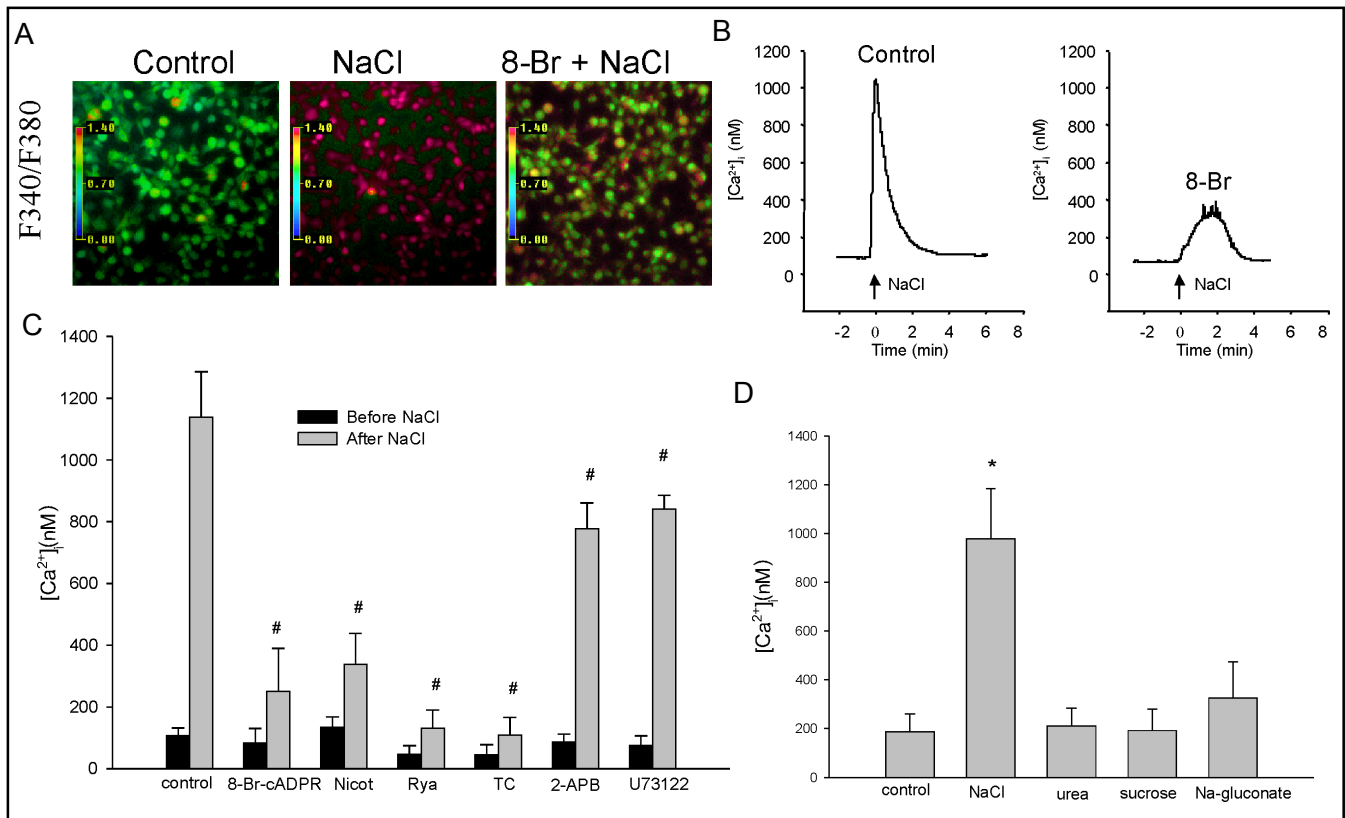 A
Control NaCl 8-Br + NaCl
F340/F380
1.40
0.70
0.00
1.40
0.70
0.00
1.40
0.70
0.00
B
1200
1000
800
600
400
200
0
[Ca²⁺]ᵢ (nM)
Control
NaCl
-2 0 2 4 6 8
Time (min)
1200
1000
800
600
400
200
0
[Ca²⁺]ᵢ (nM)
8-Br
NaCl
-2 0 2 4 6 8
Time (min)
C
1400
1200
1000
800
600
400
200
0
[Ca²⁺]ᵢ(nM)
Before NaCl
After NaCl
# # # # # #
control 8-Br-cADPR Nicot Rya TC 2-APB U73122
D
1400
1200
1000
800
600
400
200
0
[Ca²⁺]ᵢ(nM)
*
control NaCl urea sucrose Na-gluconate